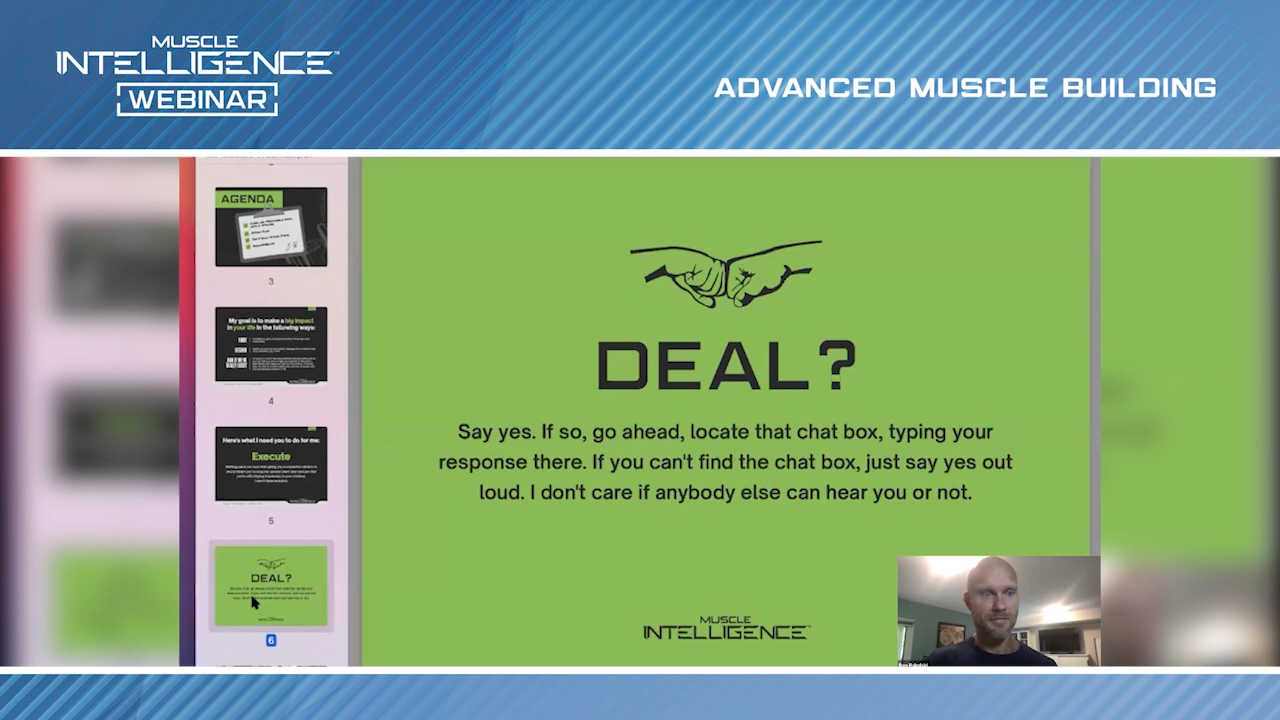 MUSCLE
INTELLIGENCE™
WEBINAR
ADVANCED MUSCLE BUILDING
AGENDA
3
My goal is to make a big impact
in your life in the following ways:
4
Here's what I need you to do for me:
Execute
5
DEAL?
6
DEAL?
Say yes. If so, go ahead, locate that chat box, typing your
response there. If you can't find the chat box, just say yes out
loud. I don't care if anybody else can hear you or not.
MUSCLE
INTELLIGENCE™